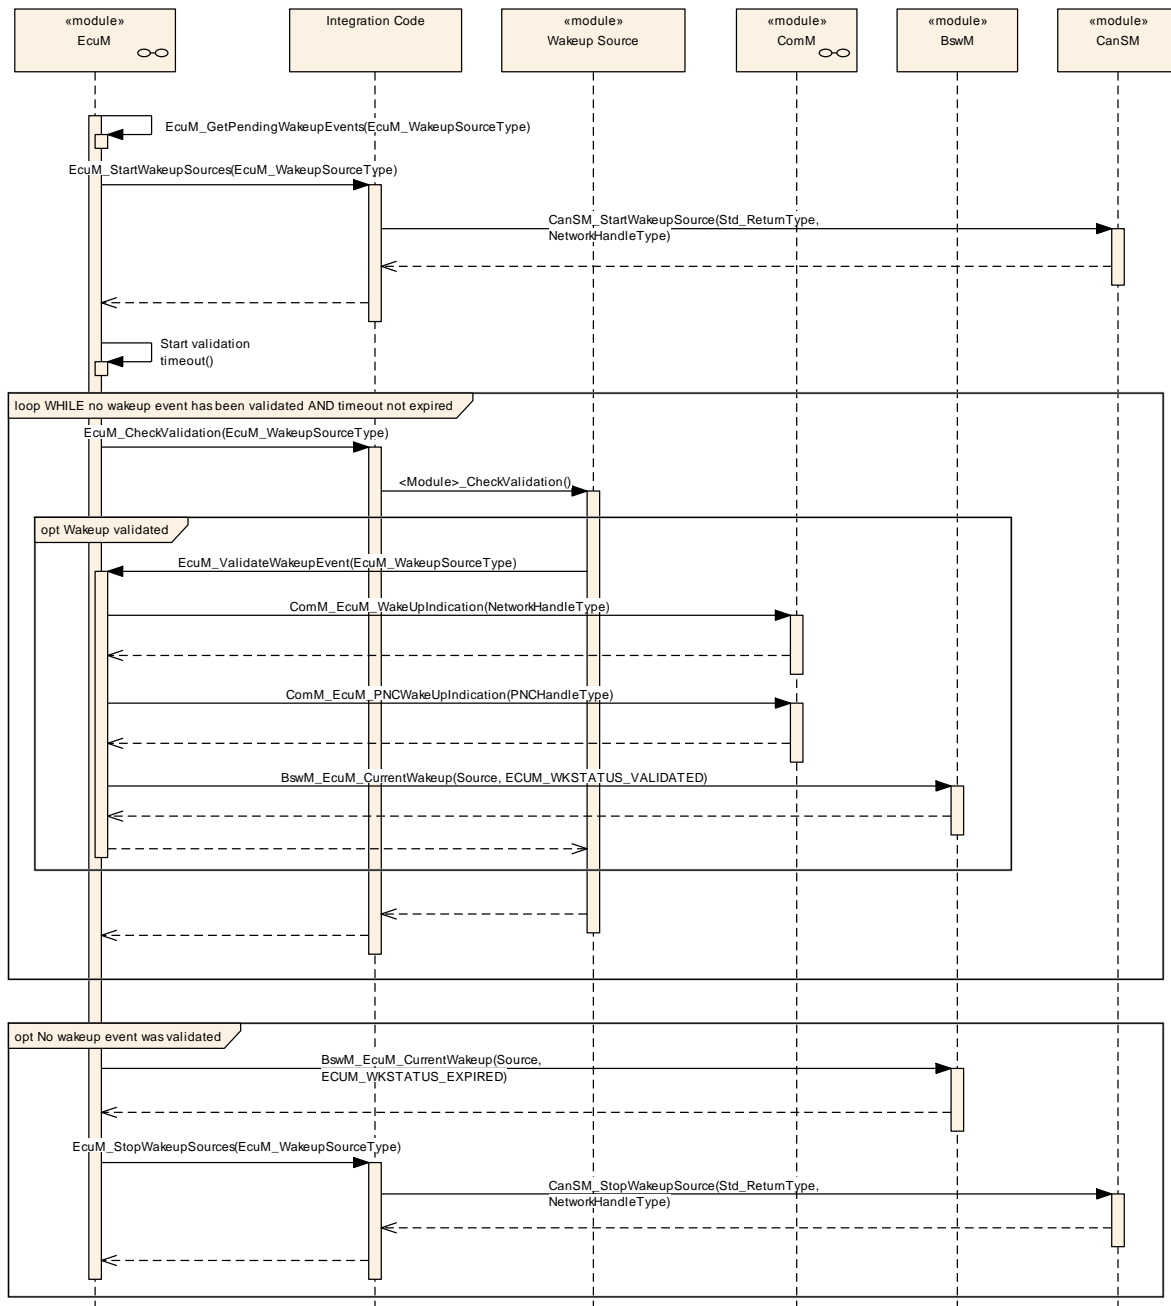 «module»
EcuM
Integration Code
«module»
Wakeup Source
«module»
ComM
«module»
BswM
«module»
CanSM
EcuM_GetPendingWakeupEvents(EcuM_WakeupSourceType)
EcuM_StartWakeupSources(EcuM_WakeupSourceType)
CanSM_StartWakeupSource(Std_ReturnType,
NetworkHandleType)
Start validation
timeout()
loop WHILE no wakeup event has been validated AND timeout not expired
EcuM_CheckValidation(EcuM_WakeupSourceType)
<Module>_CheckValidation()
opt Wakeup validated
EcuM_ValidateWakeupEvent(EcuM_WakeupSourceType)
ComM_EcuM_WakeUpIndication(NetworkHandleType)
ComM_EcuM_PNCWakeUpIndication(PNCHandleType)
BswM_EcuM_CurrentWakeup(Source, ECUM_WKSTATUS_VALIDATED)
opt No wakeup event was validated
BswM_EcuM_CurrentWakeup(Source,
ECUM_WKSTATUS_EXPIRED)
EcuM_StopWakeupSources(EcuM_WakeupSourceType)
CanSM_StopWakeupSource(Std_ReturnType,
NetworkHandleType)